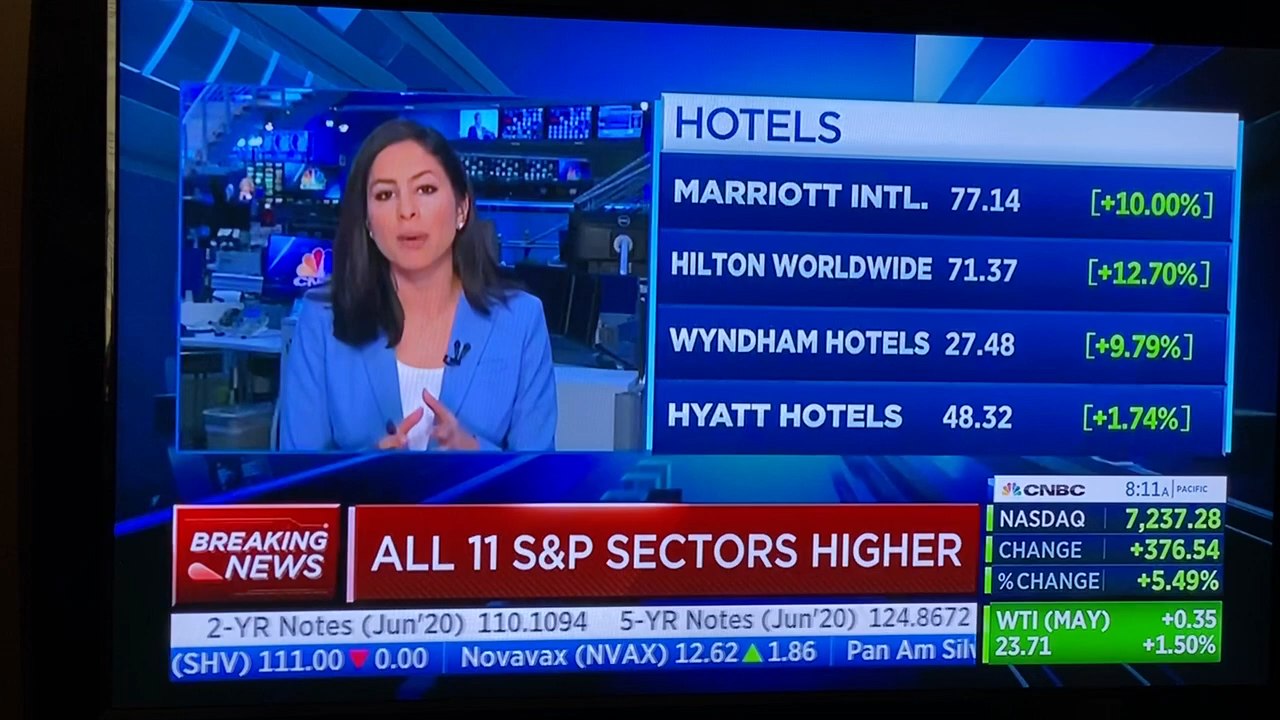 HOTELS
MARRIOTT INTL. 77.14 [+10.00%]
HILTON WORLDWIDE 71.37 [+12.70%]
WYNDHAM HOTELS 27.48 [+9.79%]
HYATT HOTELS 48.32 [+1.74%]
CNBC 8:11A | PACIFIC
NASDAQ 7,237.28
CHANGE +376.54
% CHANGE +5.49%
WTI (MAY) +0.35
23.71 +1.50%
BREAKING
NEWS
ALL 11 S&P SECTORS HIGHER
2-YR Notes (Jun'20) 110.1094 5-YR Notes (Jun'20) 124.8672
(SHV) 111.00 ▼ 0.00 Novavax (NVAX) 12.62 ▲ 1.86 Pan Am Silv